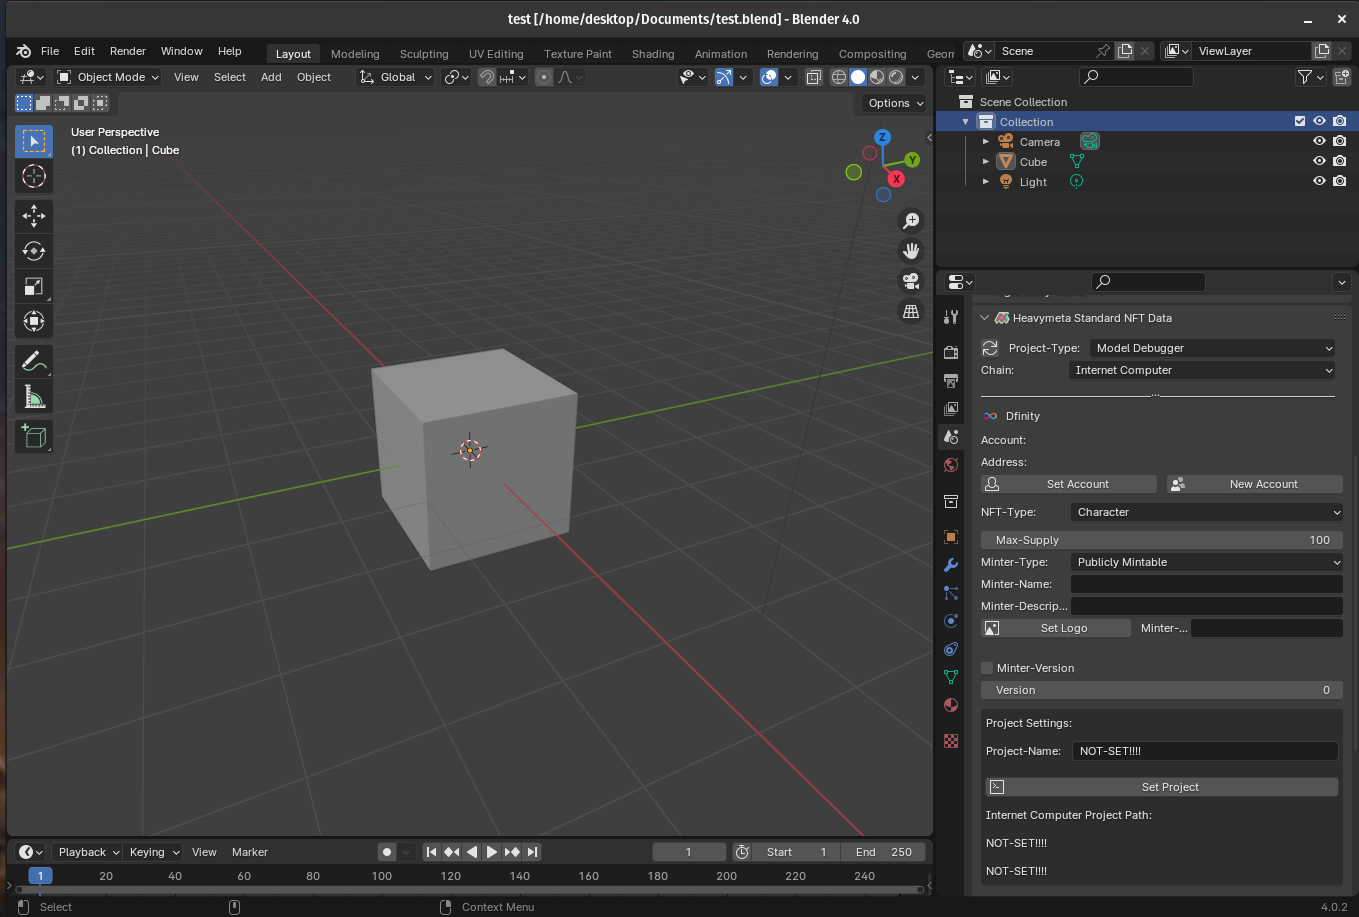 test [/home/desktop/Documents/test.blend] - Blender 4.0
File Edit Render Window Help Layout Modeling Sculpting UV Editing Texture Paint Shading Animation Rendering Compositing Geom Scene ViewLayer
Object Mode View Select Add Object Global
Options
User Perspective
(1) Collection | Cube
Z
Y
X
Scene Collection
Collection
Camera
Cube
Light
Heavymeta Standard NFT Data
Project-Type: Model Debugger
Chain: Internet Computer
...
Dfinity
Account:
Address:
Set Account New Account
NFT-Type: Character
Max-Supply 100
Minter-Type: Publicly Mintable
Minter-Name:
Minter-Descrip...
Set Logo Minter-...
Minter-Version
Version 0
Project Settings:
Project-Name: NOT-SET!!!!
Set Project
Internet Computer Project Path:
NOT-SET!!!!
NOT-SET!!!!
Playback Keying View Marker 1 Start 1 End 250
1 20 40 60 80 100 120 140 160 180 200 220 240
Select Context Menu 4.0.2